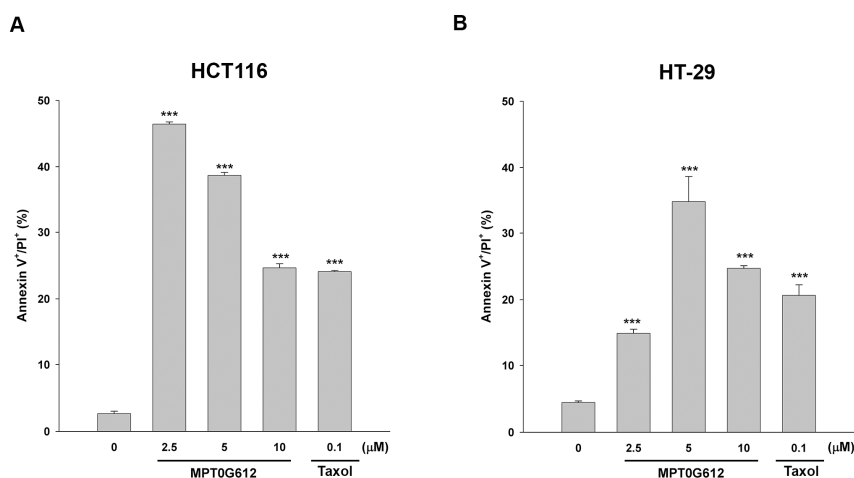 A
HCT116
Annexin V⁺/PI⁺ (%)
50
40
30
20
10
0
0 2.5 5 10 0.1 (μM)
MPT0G612 Taxol
*** *** *** ***
B
HT-29
Annexin V⁺/PI⁺ (%)
50
40
30
20
10
0
0 2.5 5 10 0.1 (μM)
MPT0G612 Taxol
*** *** *** ***